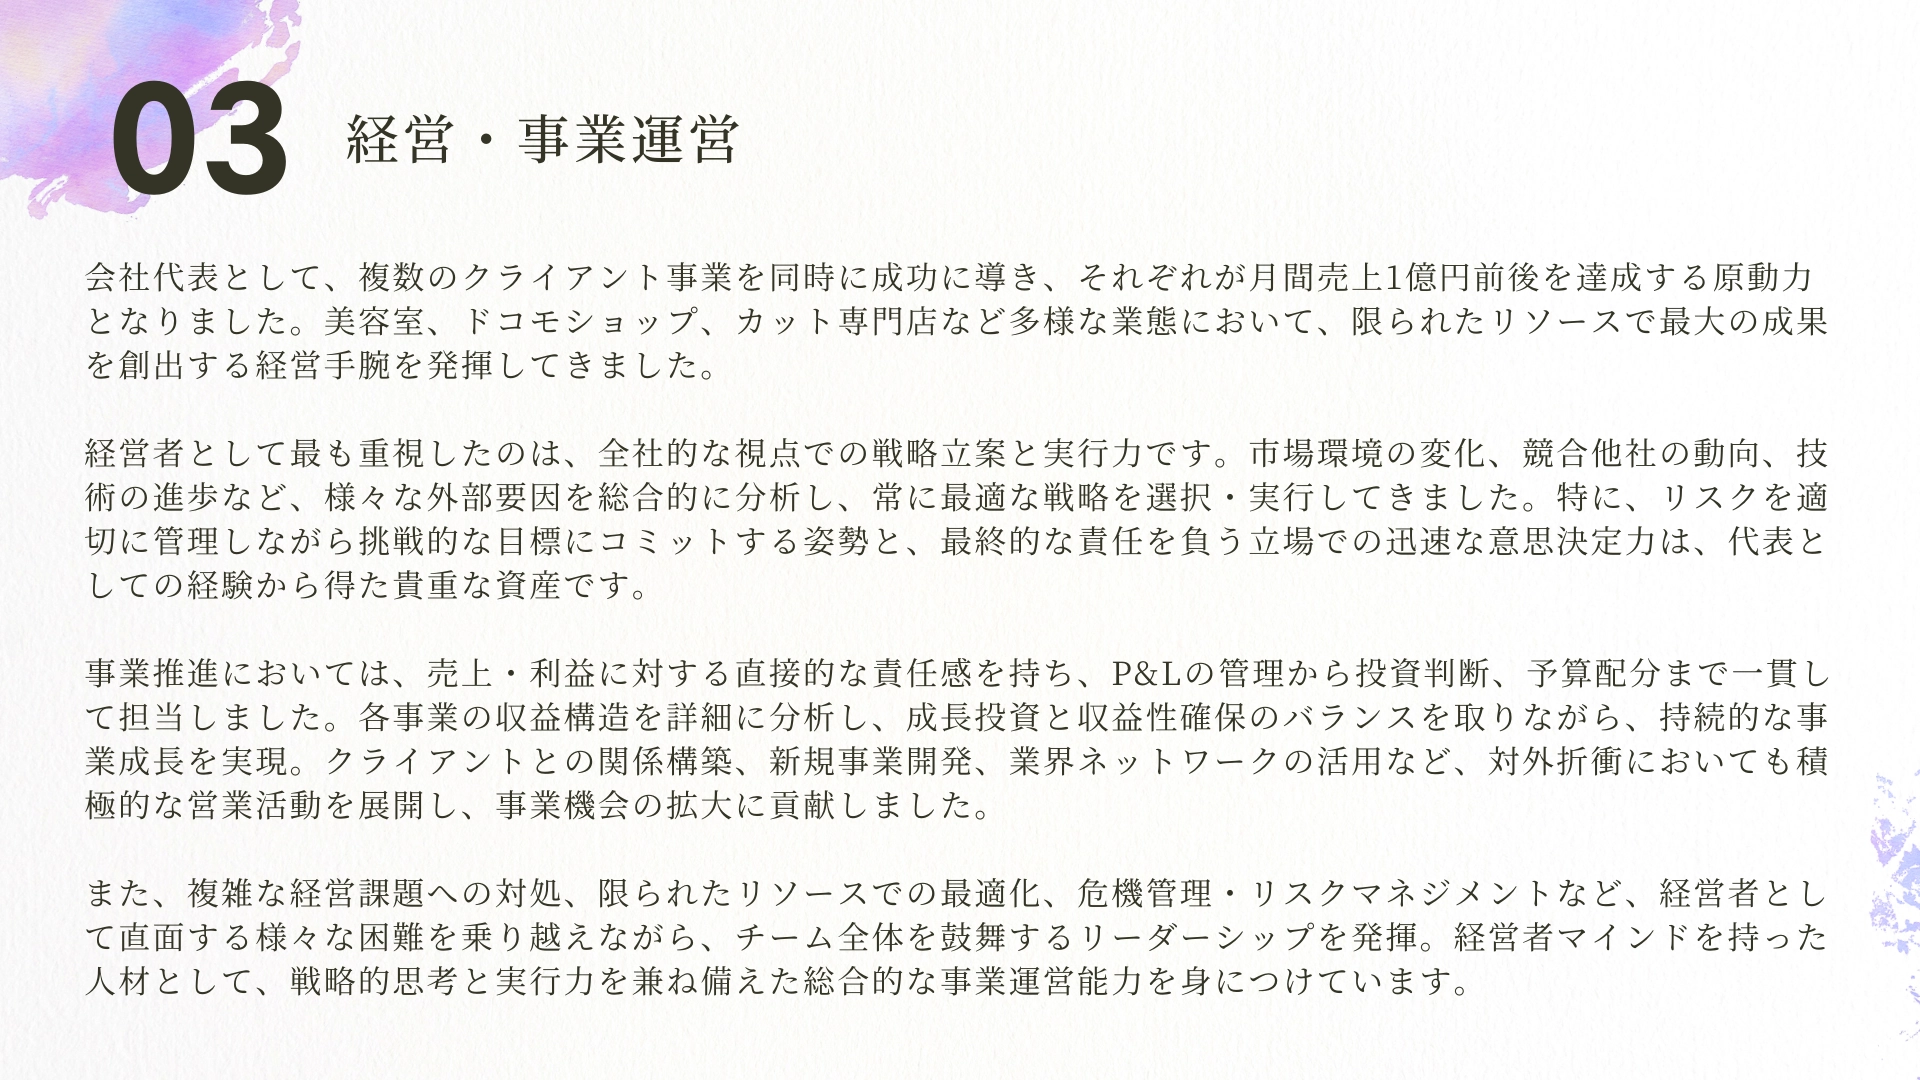 03
経営・事業運営
会社代表として、複数のクライアント事業を同時に成功に導き、それぞれが月間売上1億円前後を達成する原動力
となりました。美容室、ドコモショップ、カット専門店など多様な業態において、限られたリソースで最大の成果
を創出する経営手腕を発揮してきました。
経営者として最も重視したのは、全社的な視点での戦略立案と実行力です。市場環境の変化、競合他社の動向、技
術の進歩など、様々な外部要因を総合的に分析し、常に最適な戦略を選択・実行してきました。特に、リスクを適
切に管理しながら挑戦的な目標にコミットする姿勢と、最終的な責任を負う立場での迅速な意思決定力は、代表と
しての経験から得た貴重な資産です。
事業推進においては、売上・利益に対する直接的な責任感を持ち、P&Lの管理から投資判断、予算配分まで一貫し
て担当しました。各事業の収益構造を詳細に分析し、成長投資と収益性確保のバランスを取りながら、持続的な事
業成長を実現。クライアントとの関係構築、新規事業開発、業界ネットワークの活用など、対外折衝においても積
極的な営業活動を展開し、事業機会の拡大に貢献しました。
また、複雑な経営課題への対処、限られたリソースでの最適化、危機管理・リスクマネジメントなど、経営者とし
て直面する様々な困難を乗り越えながら、チーム全体を鼓舞するリーダーシップを発揮。経営者マインドを持った
人材として、戦略的思考と実行力を兼ね備えた総合的な事業運営能力を身につけています。